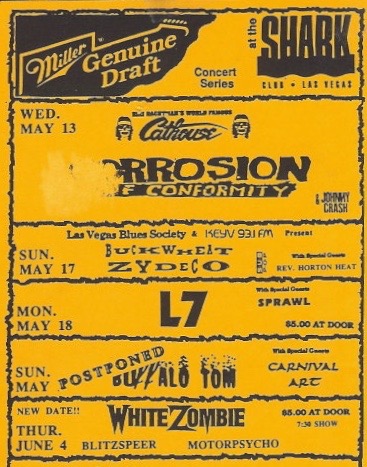 Miller Genuine Draft
Concert Series
at the SHARK
CLUB • LAS VEGAS
WED. MAY 13
WORLD FAMOUS
Cathouse
RROSION
OF CONFORMITY
& JOHNNY CRASH
Las Vegas Blues Society & KEYV 93.1 FM Present
SUN. MAY 17
BUCKWHEAT
ZYDECO
With Special Guest
REV. HORTON HEAT
MON. MAY 18
L7
With Special Guests
SPRAWL
$5.00 AT DOOR
SUN. MAY
POSTPONED
BUFFALO TOM
With Special Guests
CARNIVAL ART
NEW DATE!!
THUR. JUNE 4
WHITE ZOMBIE
$5.00 AT DOOR
7:30 SHOW
BLITZSPEER MOTORPSYCHO